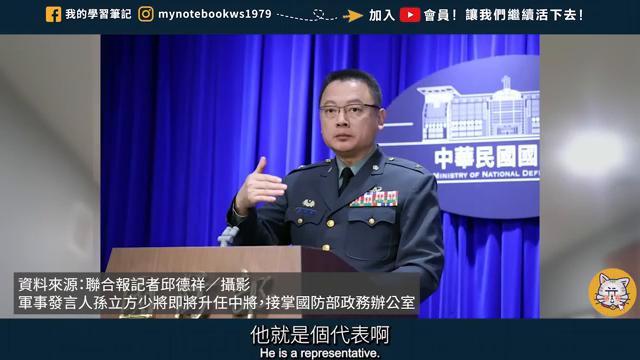 我的學習筆記 mynotebookws1979 加入 會員！讓我們繼續活下去！
中華民國國
MINISTRY OF NATIONAL DEFE
資料來源：聯合報記者邱德祥／攝影
軍事發言人孫立方少將即將升任中將，接掌國防部政務辦公室
他就是個代表啊
He is a representative.